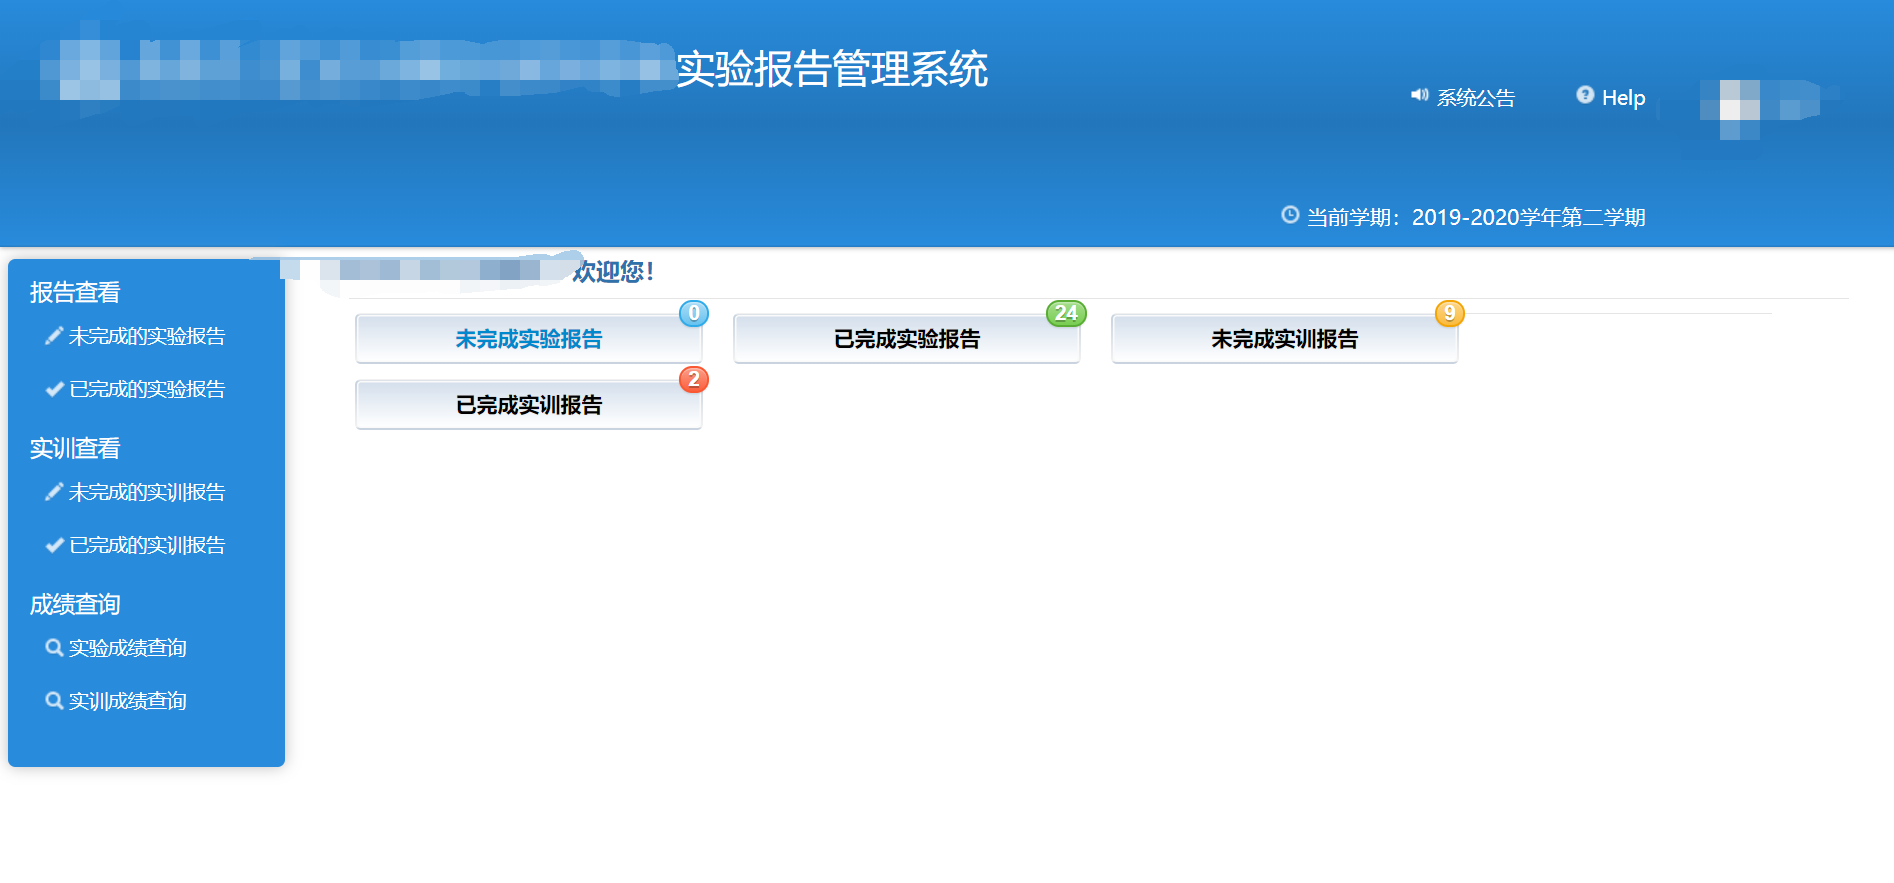 实验报告管理系统
系统公告
Help
当前学期：2019-2020学年第二学期
欢迎您！
报告查看
未完成的实验报告
已完成的实验报告
实训查看
未完成的实训报告
已完成的实训报告
成绩查询
实验成绩查询
实训成绩查询
未完成实验报告 0
已完成实验报告 24
未完成实训报告 9
已完成实训报告 2